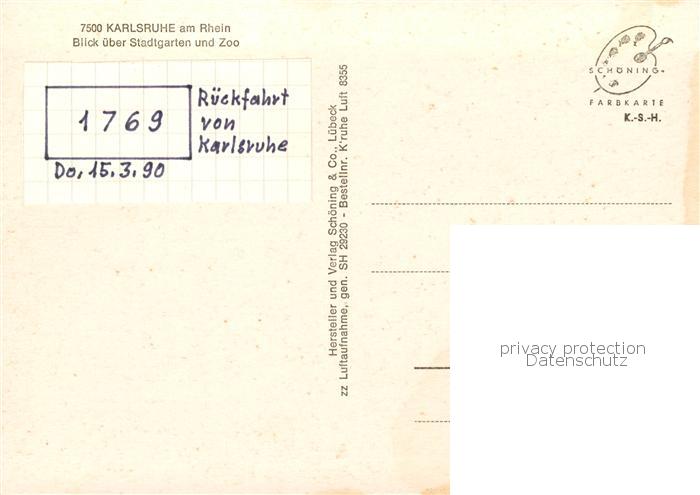 7500 KARLSRUHE am Rhein
Blick über Stadtgarten und Zoo
1769
Rückfahrt
von
Karlsruhe
Do, 15.3.90
Hersteller und Verlag Schöning & Co., Lübeck
zz Luftaufnahme, gen. SH 29230 - Bestellnr. K'ruhe Luft 8355
SCHÖNING
FARBKARTE
K.-S.-H.
privacy protection
Datenschutz